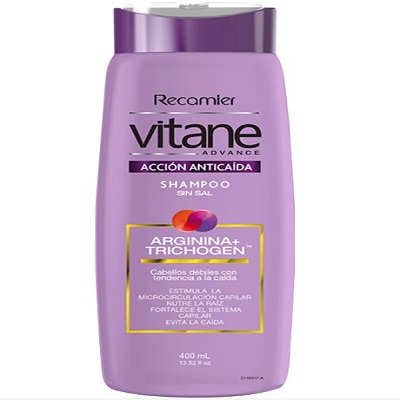 Recamier
vitane
ADVANCE
ACCIÓN ANTICAÍDA
SHAMPOO
SIN SAL
ARGININA+
TRICHOGEN™
Cabellos débiles con
tendencia a la caída
ESTIMULA LA
MICROCIRCULACIÓN CAPILAR
NUTRE LA RAÍZ
FORTALECE EL SISTEMA
CAPILAR
EVITA LA CAÍDA
400 mL
13.52 fl oz